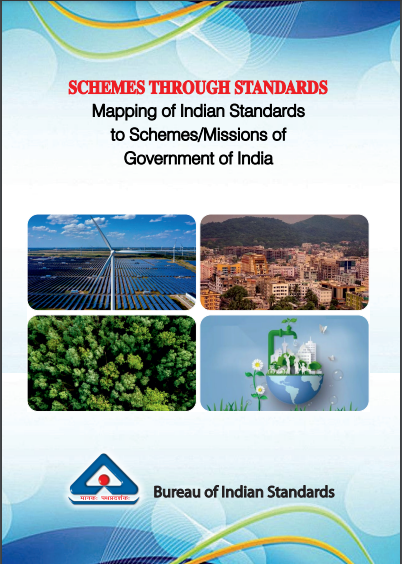 SCHEMES THROUGH STANDARDS
Mapping of Indian Standards
to Schemes/Missions of
Government of India
मानकः पथप्रदर्शकः
Bureau of Indian Standards